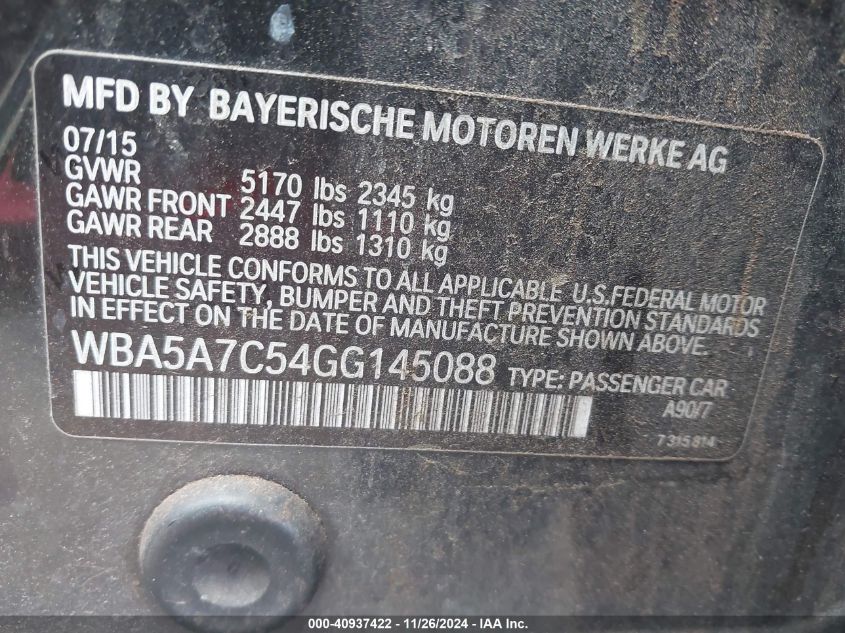 MFD BY BAYERISCHE MOTOREN WERKE AG
07/15
GVWR 5170 lbs 2345 kg
GAWR FRONT 2447 lbs 1110 kg
GAWR REAR 2888 lbs 1310 kg
THIS VEHICLE CONFORMS TO ALL APPLICABLE U.S.FEDERAL MOTOR
VEHICLE SAFETY, BUMPER AND THEFT PREVENTION STANDARDS
IN EFFECT ON THE DATE OF MANUFACTURE SHOWN ABOVE.
WBA5A7C54GG145088 TYPE: PASSENGER CAR
A90/7
7 315 814
000-40937422 - 11/26/2024 - IAA Inc.